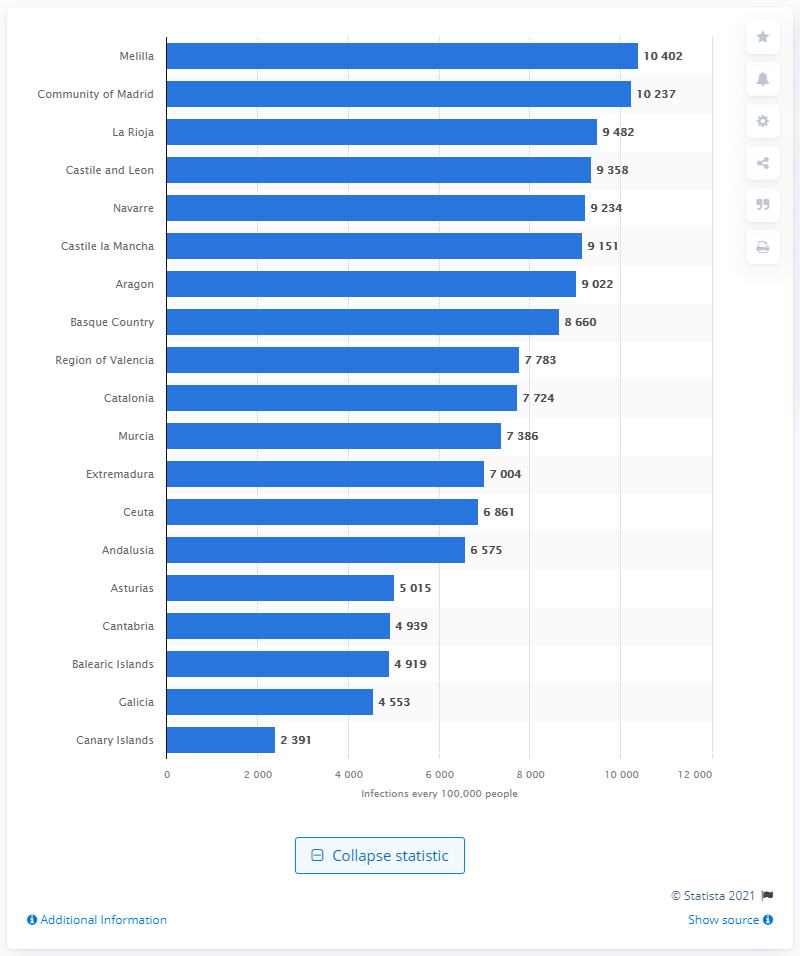 Melilla 10 402
Community of Madrid 10 237
La Rioja 9 482
Castile and Leon 9 358
Navarre 9 234
Castile la Mancha 9 151
Aragon 9 022
Basque Country 8 660
Region of Valencia 7 783
Catalonia 7 724
Murcia 7 386
Extremadura 7 004
Ceuta 6 861
Andalusia 6 575
Asturias 5 015
Cantabria 4 939
Balearic Islands 4 919
Galicia 4 553
Canary Islands 2 391
0 2 000 4 000 6 000 8 000 10 000 12 000
Infections every 100,000 people
Collapse statistic
© Statista 2021
Additional Information Show source